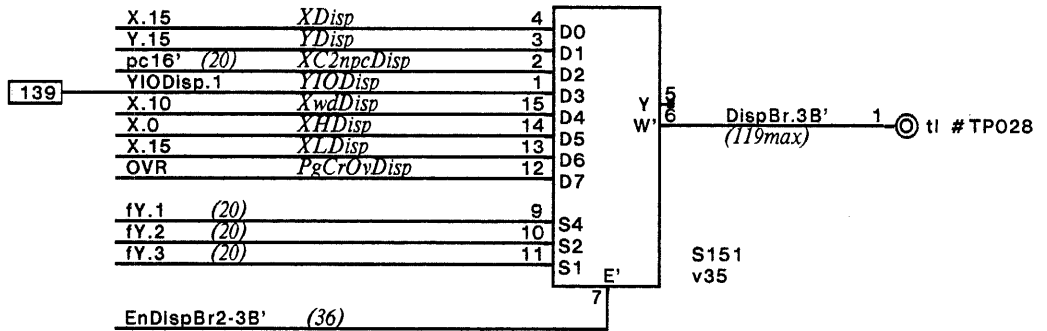 X.15 XDisp 4 D0
Y.15 YDisp 3 D1
pc16' (20) XC2npcDisp 2 D2
139 YIODisp.1 YIODisp 1 D3
X.10 XwdDisp 15 D4 Y 5
X.0 XHDisp 14 D5 W' 6 DispBr.3B' 1 tl #TP028
X.15 XLDisp 13 D6 (119max)
OVR PgCrOvDisp 12 D7
fY.1 (20) 9 S4
fY.2 (20) 10 S2
fY.3 (20) 11 S1 S151
E' v35
7
EnDispBr2-3B' (36)